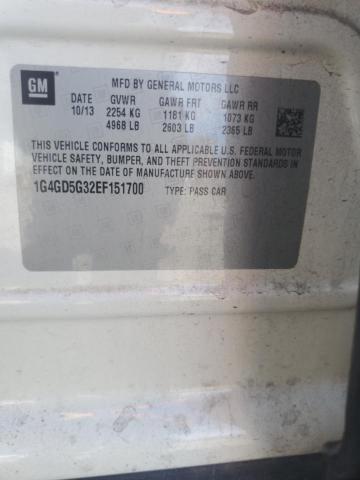 GM
MFD BY GENERAL MOTORS LLC
DATE GVWR GAWR FRT GAWR RR
10/13 2254 KG 1181 KG 1073 KG
4968 LB 2603 LB 2365 LB
THIS VEHICLE CONFORMS TO ALL APPLICABLE U.S. FEDERAL MOTOR
VEHICLE SAFETY, BUMPER, AND THEFT PREVENTION STANDARDS IN
EFFECT ON THE DATE OF MANUFACTURE SHOWN ABOVE.
1G4GD5G32EF151700 TYPE: PASS CAR